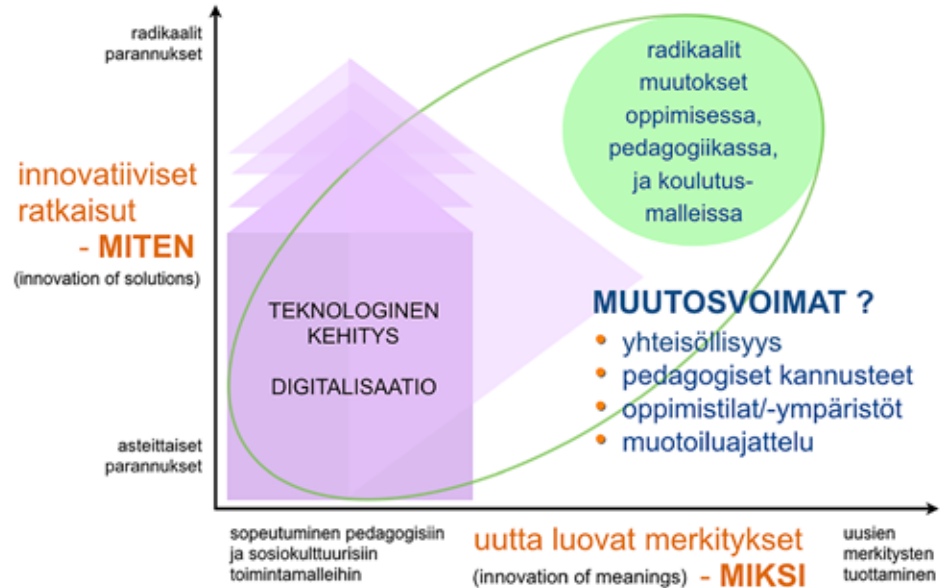 radikaalit
parannukset
innovatiiviset
ratkaisut
- MITEN
(innovation of solutions)
asteittaiset
parannukset
TEKNOLOGINEN
KEHITYS
DIGITALISAATIO
radikaalit
muutokset
oppimisessa,
pedagogiikassa,
ja koulutus-
malleissa
MUUTOSVOIMAT ?
• yhteisöllisyys
• pedagogiset kannusteet
• oppimistilat/-ympäristöt
• muotoiluajattelu
sopeutuminen pedagogisiin
ja sosiokulttuurisiin
toimintamalleihin
uutta luovat merkitykset
(innovation of meanings) - MIKSI
uusien
merkitysten
tuottaminen